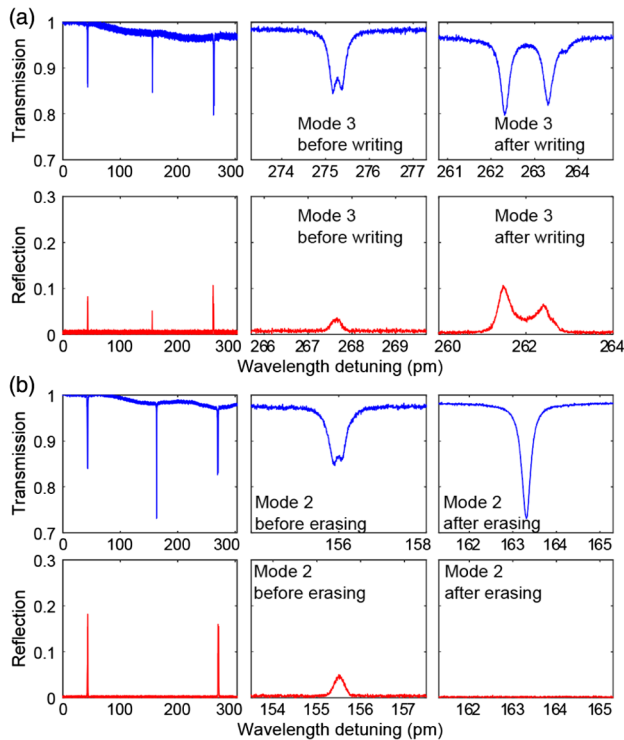 (a)
Transmission
1
0.9
0.8
0.7
0 100 200 300
Mode 3
before writing
274 275 276 277
Mode 3
after writing
261 262 263 264
Reflection
0.3
0.2
0.1
0
0 100 200 300
Mode 3
before writing
266 267 268 269
Mode 3
after writing
260 262 264
Wavelength detuning (pm)
(b)
Transmission
1
0.9
0.8
0.7
0 100 200 300
Mode 2
before erasing
156 158
Mode 2
after erasing
162 163 164 165
Reflection
0.3
0.2
0.1
0
0 100 200 300
Mode 2
before erasing
154 155 156 157
Mode 2
after erasing
162 163 164 165
Wavelength detuning (pm)